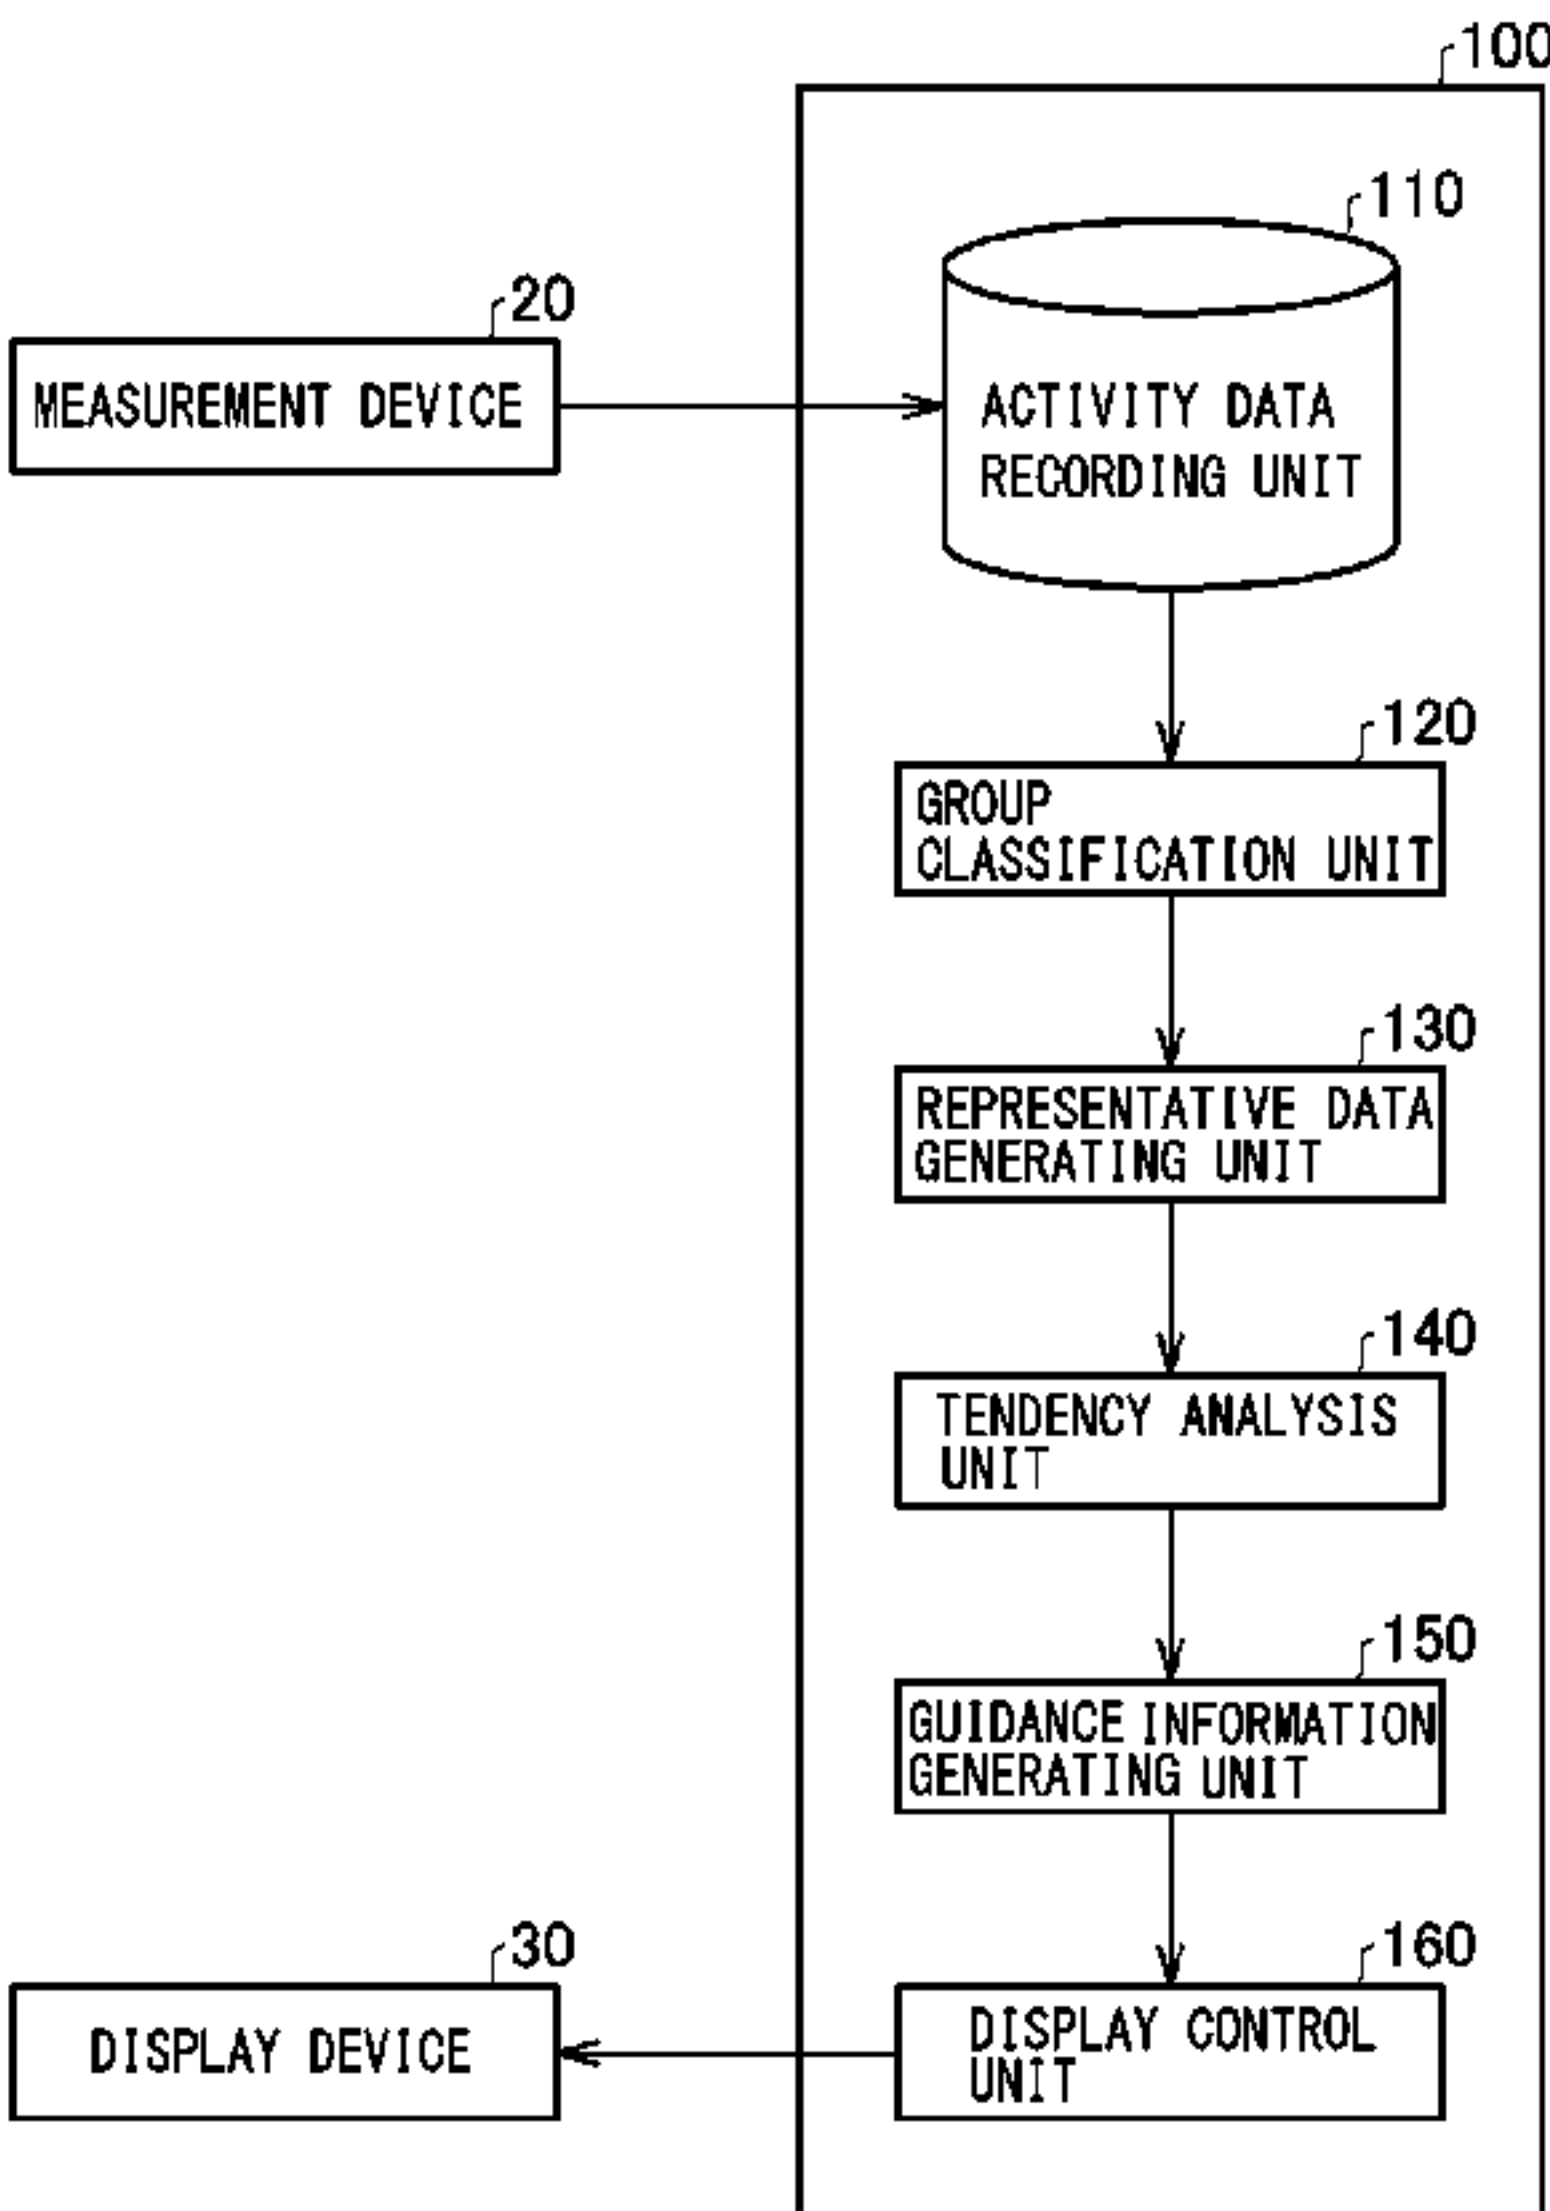 100
110
20
MEASUREMENT DEVICE
ACTIVITY DATA
RECORDING UNIT
120
GROUP
CLASSIFICATION UNIT
130
REPRESENTATIVE DATA
GENERATING UNIT
140
TENDENCY ANALYSIS
UNIT
150
GUIDANCE INFORMATION
GENERATING UNIT
30
160
DISPLAY DEVICE
DISPLAY CONTROL
UNIT